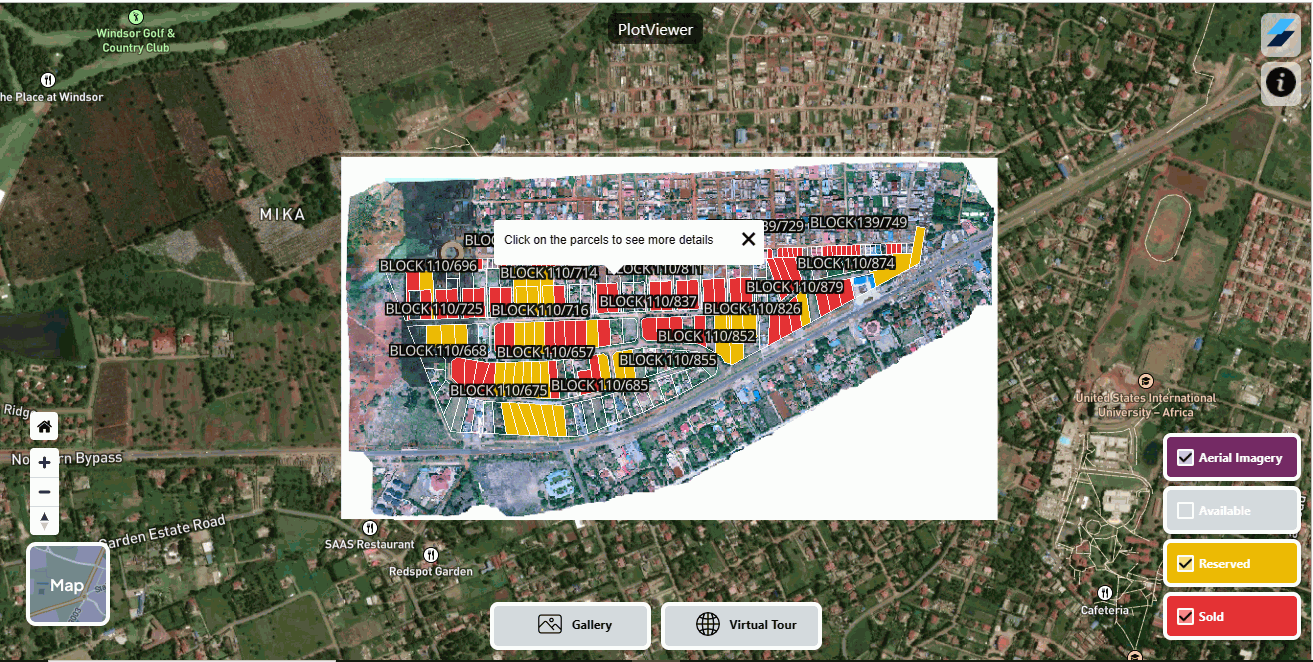 Windsor Golf &
Country Club
PlotViewer
he Place at Windsor
i
MIKA
39/729
BLOCK 139/749
BLOC
Click on the parcels to see more details
BLOCK 110/696
BLOCK 110/714
BLOCK 110/811
BLOCK 110/874
BLOCK 110/879
BLOCK 110/725
BLOCK 110/716
BLOCK 110/837
BLOCK 110/826
BLOCK 110/852
BLOCK 110/668
BLOCK 110/657
BLOCK 110/855
BLOCK 110/675
BLOCK 110/685
United States International
University – Africa
Ridg
Northern Bypass
Aerial Imagery
Available
Garden Estate Road
SAAS Restaurant
Redspot Garden
Reserved
Map
Cafeteria
Sold
Gallery
Virtual Tour